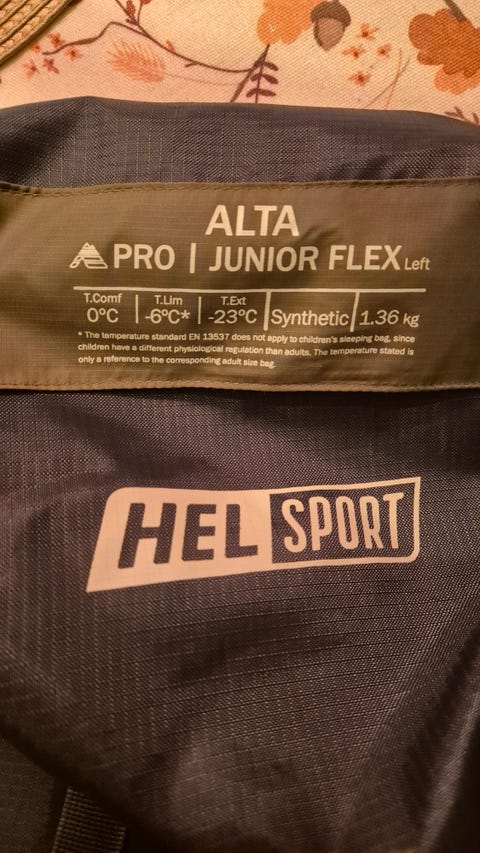 ALTA
PRO | JUNIOR FLEX Left
T.Comf | T.Lim | T.Ext
0°C | -6°C* | -23°C | Synthetic | 1.36 kg
* The temperature standard EN 13537 does not apply to children's sleeping bag, since
children have a different physiological regulation than adults. The temperature stated is
only a reference to the corresponding adult size bag.
HEL SPORT